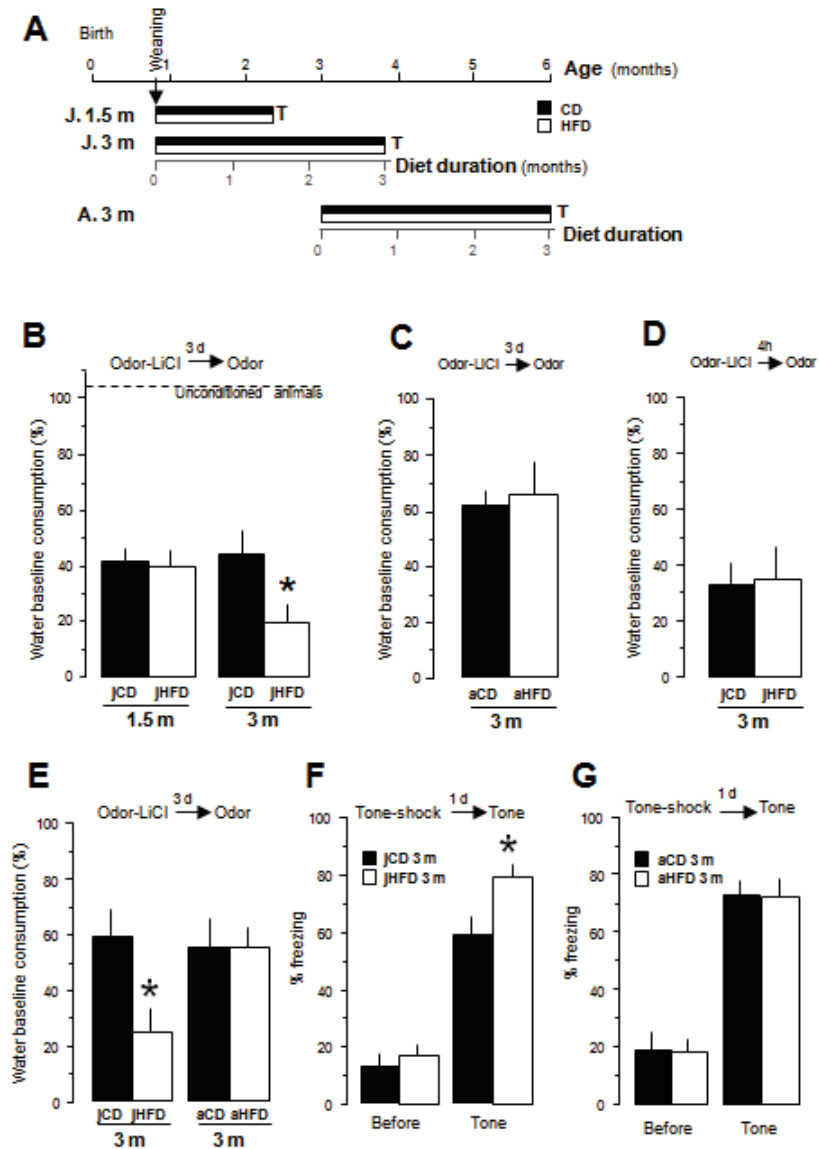 A
Birth
Weaning
0 1 2 3 4 5 6 Age (months)
J. 1.5 m T CD
HFD
J. 3 m T
Diet duration (months)
0 1 2 3
A. 3 m T
Diet duration
0 1 2 3
B
3 d
Odor-LiCl Odor
Unconditioned animals
Water baseline consumption (%)
100
80
60
40
20
0
*
jCD jHFD jCD jHFD
1.5 m 3 m
C
3 d
Odor-LICl Odor
Water baseline consumption (%)
100
80
60
40
20
0
aCD aHFD
3 m
D
4h
Odor-LICl Odor
Water baseline consumption (%)
100
80
60
40
20
0
jCD jHFD
3 m
E
3 d
Odor-LiCl Odor
Water baseline consumption (%)
100
80
60
40
20
0
*
jCD jHFD aCD aHFD
3 m 3 m
F
1 d
Tone-shock Tone
jCD 3 m
jHFD 3 m
*
% freezing
100
80
60
40
20
0
Before Tone
G
1 d
Tone-shock Tone
aCD 3 m
aHFD 3 m
% freezing
100
80
60
40
20
0
Before Tone